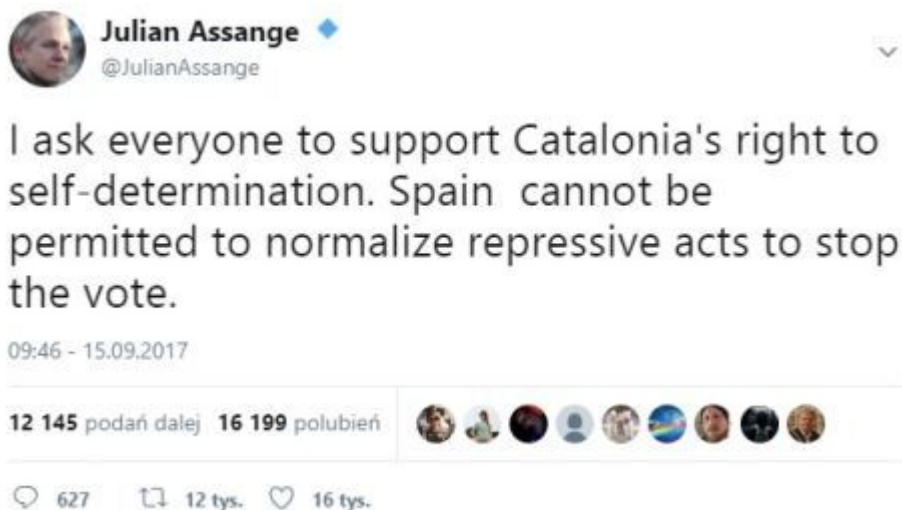 Julian Assange
@JulianAssange
I ask everyone to support Catalonia's right to
self-determination. Spain cannot be
permitted to normalize repressive acts to stop
the vote.
09:46 - 15.09.2017
12 145 podań dalej 16 199 polubień
627 12 tys. 16 tys.